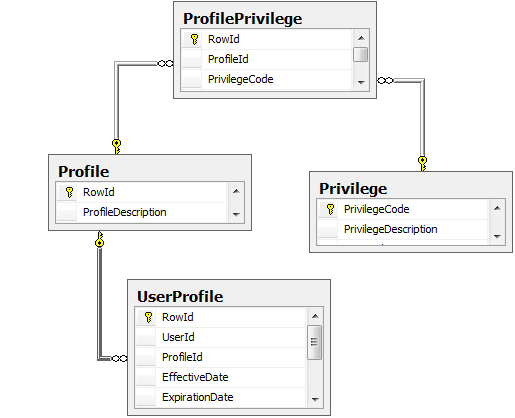 ProfilePrivilege
RowId
ProfileId
PrivilegeCode
Profile
RowId
ProfileDescription
Privilege
PrivilegeCode
PrivilegeDescription
UserProfile
RowId
UserId
ProfileId
EffectiveDate
ExpirationDate